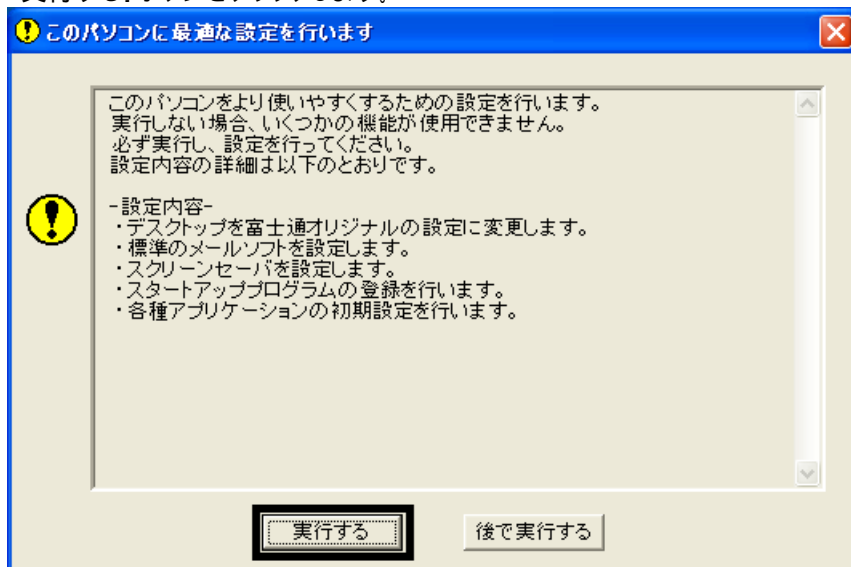 このパソコンに最適な設定を行います
このパソコンをより使いやすくするための設定を行います。
実行しない場合、いくつかの機能が使用できません。
必ず実行し、設定を行ってください。
設定内容の詳細は以下のとおりです。
-設定内容-
・デスクトップを富士通オリジナルの設定に変更します。
・標準のメールソフトを設定します。
・スクリーンセーバを設定します。
・スタートアッププログラムの登録を行います。
・各種アプリケーションの初期設定を行います。
実行する
後で実行する